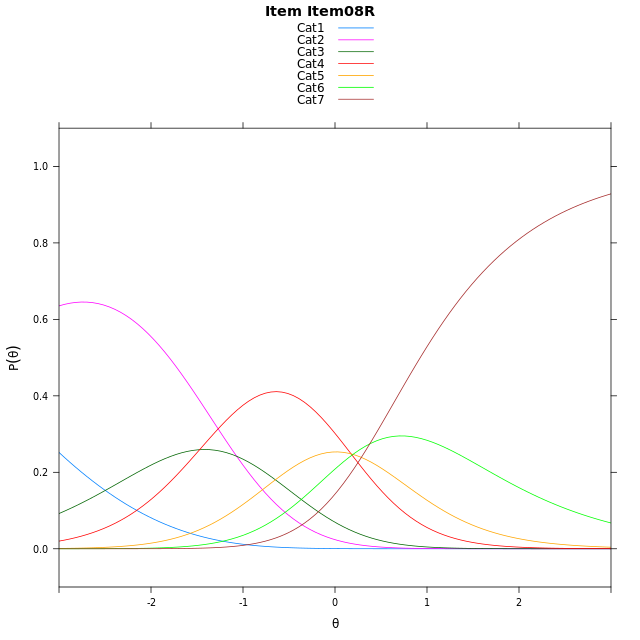 Item Item08R
Cat1
Cat2
Cat3
Cat4
Cat5
Cat6
Cat7
1.0
0.8
0.6
0.4
0.2
0.0
P(θ)
-2 -1 0 1 2
θ